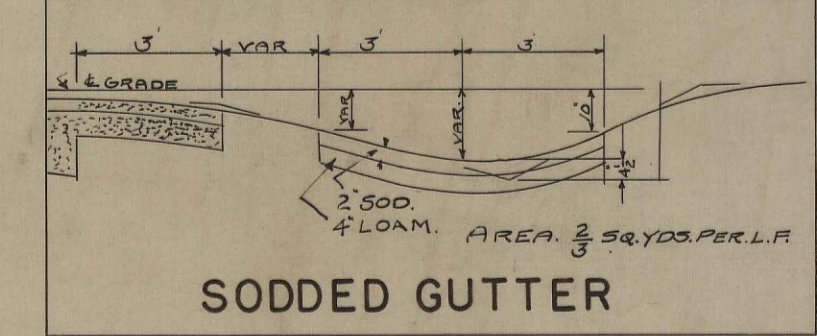 3' VAR 3' 3
℄ GRADE
VAR
VAR.
10"
4½"
2" SOD.
4" LOAM.
AREA. 2/3 SQ.YDS.PER.L.F.
SODDED GUTTER